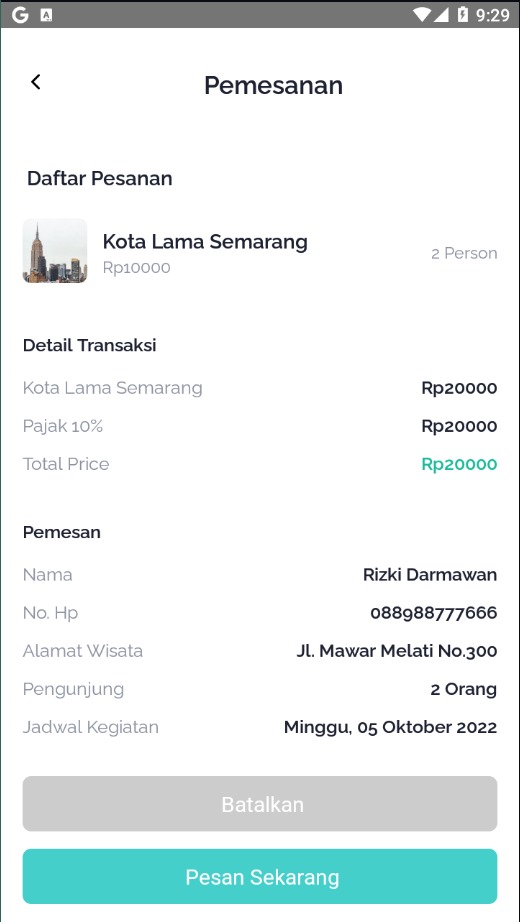 9:29
Pemesanan
Daftar Pesanan
Kota Lama Semarang
Rp10000
2 Person
Detail Transaksi
Kota Lama Semarang Rp20000
Pajak 10% Rp20000
Total Price Rp20000
Pemesan
Nama Rizki Darmawan
No. Hp 088988777666
Alamat Wisata Jl. Mawar Melati No.300
Pengunjung 2 Orang
Jadwal Kegiatan Minggu, 05 Oktober 2022
Batalkan
Pesan Sekarang